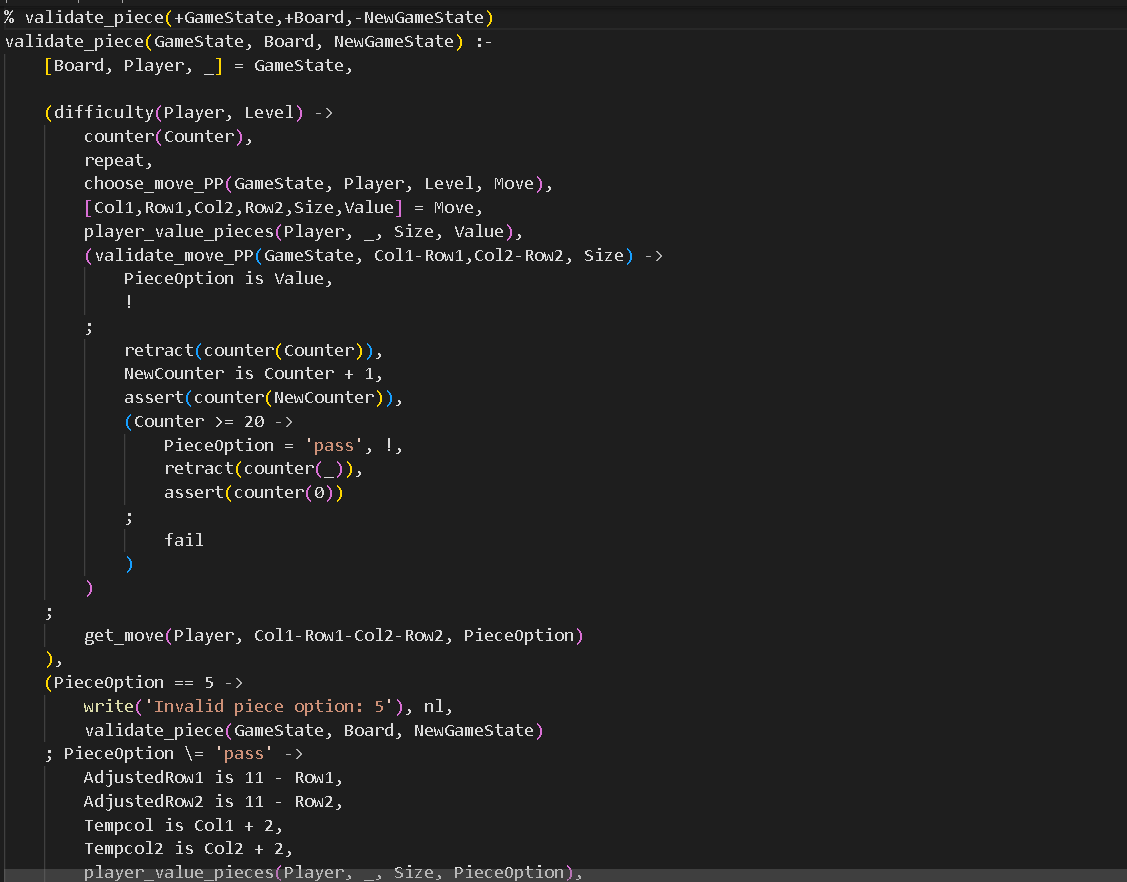 % validate_piece(+GameState,+Board,-NewGameState)
validate_piece(GameState, Board, NewGameState) :-
    [Board, Player, _] = GameState,

    (difficulty(Player, Level) ->
        counter(Counter),
        repeat,
        choose_move_PP(GameState, Player, Level, Move),
        [Col1,Row1,Col2,Row2,Size,Value] = Move,
        player_value_pieces(Player, _, Size, Value),
        (validate_move_PP(GameState, Col1-Row1,Col2-Row2, Size) ->
            PieceOption is Value,
            !
        ;
            retract(counter(Counter)),
            NewCounter is Counter + 1,
            assert(counter(NewCounter)),
            (Counter >= 20 ->
                PieceOption = 'pass', !,
                retract(counter(_)),
                assert(counter(0))
            ;
                fail
            )
        )
    ;
        get_move(Player, Col1-Row1-Col2-Row2, PieceOption)
    ),
    (PieceOption == 5 ->
        write('Invalid piece option: 5'), nl,
        validate_piece(GameState, Board, NewGameState)
    ; PieceOption \= 'pass' ->
        AdjustedRow1 is 11 - Row1,
        AdjustedRow2 is 11 - Row2,
        Tempcol is Col1 + 2,
        Tempcol2 is Col2 + 2,
        player_value_pieces(Player, _, Size, PieceOption),